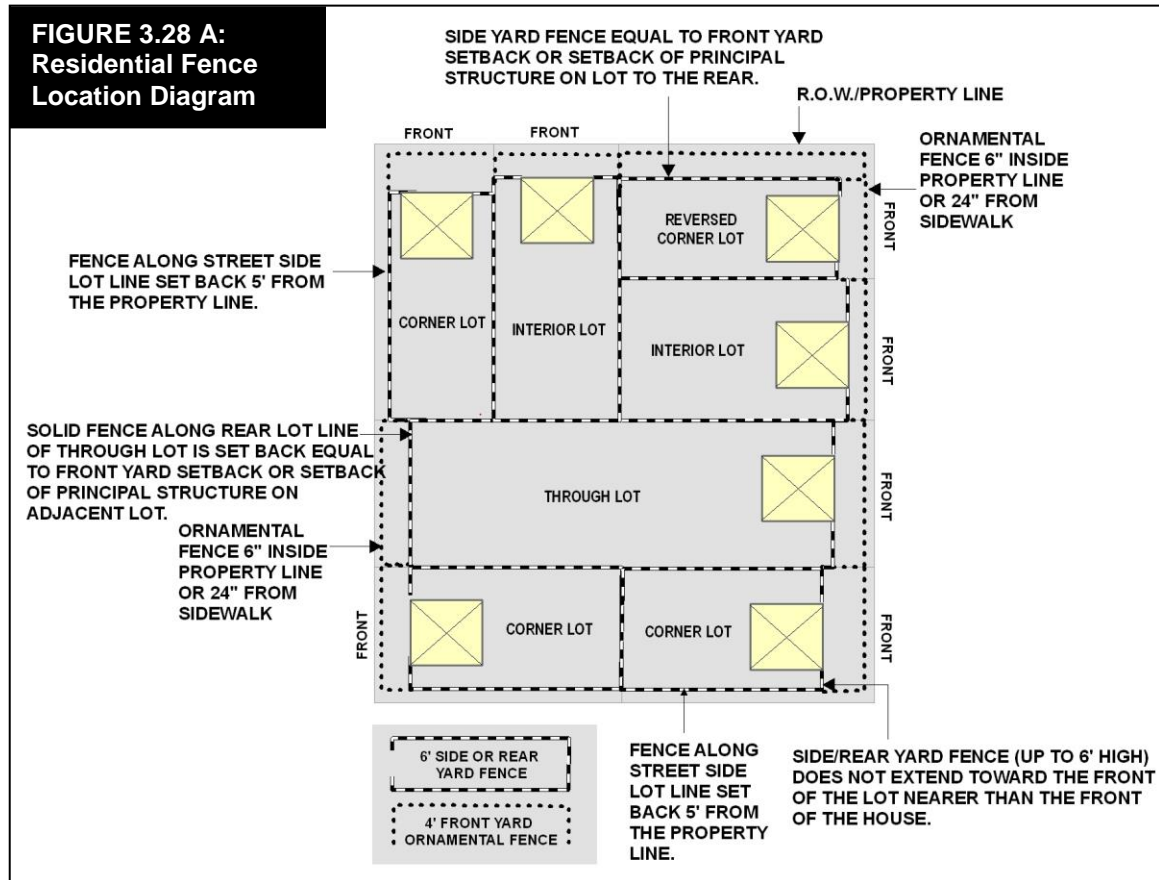 FIGURE 3.28 A:
Residential Fence
Location Diagram
SIDE YARD FENCE EQUAL TO FRONT YARD
SETBACK OR SETBACK OF PRINCIPAL
STRUCTURE ON LOT TO THE REAR.
R.O.W./PROPERTY LINE
ORNAMENTAL
FENCE 6" INSIDE
PROPERTY LINE
OR 24" FROM
SIDEWALK
FRONT
FRONT
REVERSED
CORNER LOT
FRONT
FENCE ALONG STREET SIDE
LOT LINE SET BACK 5' FROM
THE PROPERTY LINE.
CORNER LOT
INTERIOR LOT
INTERIOR LOT
FRONT
SOLID FENCE ALONG REAR LOT LINE
OF THROUGH LOT IS SET BACK EQUAL
TO FRONT YARD SETBACK OR SETBACK
OF PRINCIPAL STRUCTURE ON
ADJACENT LOT.
THROUGH LOT
FRONT
ORNAMENTAL
FENCE 6" INSIDE
PROPERTY LINE
OR 24" FROM
SIDEWALK
FRONT
CORNER LOT
CORNER LOT
FRONT
6' SIDE OR REAR
YARD FENCE
4' FRONT YARD
ORNAMENTAL FENCE
FENCE ALONG
STREET SIDE
LOT LINE SET
BACK 5' FROM
THE PROPERTY
LINE.
SIDE/REAR YARD FENCE (UP TO 6' HIGH)
DOES NOT EXTEND TOWARD THE FRONT
OF THE LOT NEARER THAN THE FRONT
OF THE HOUSE.